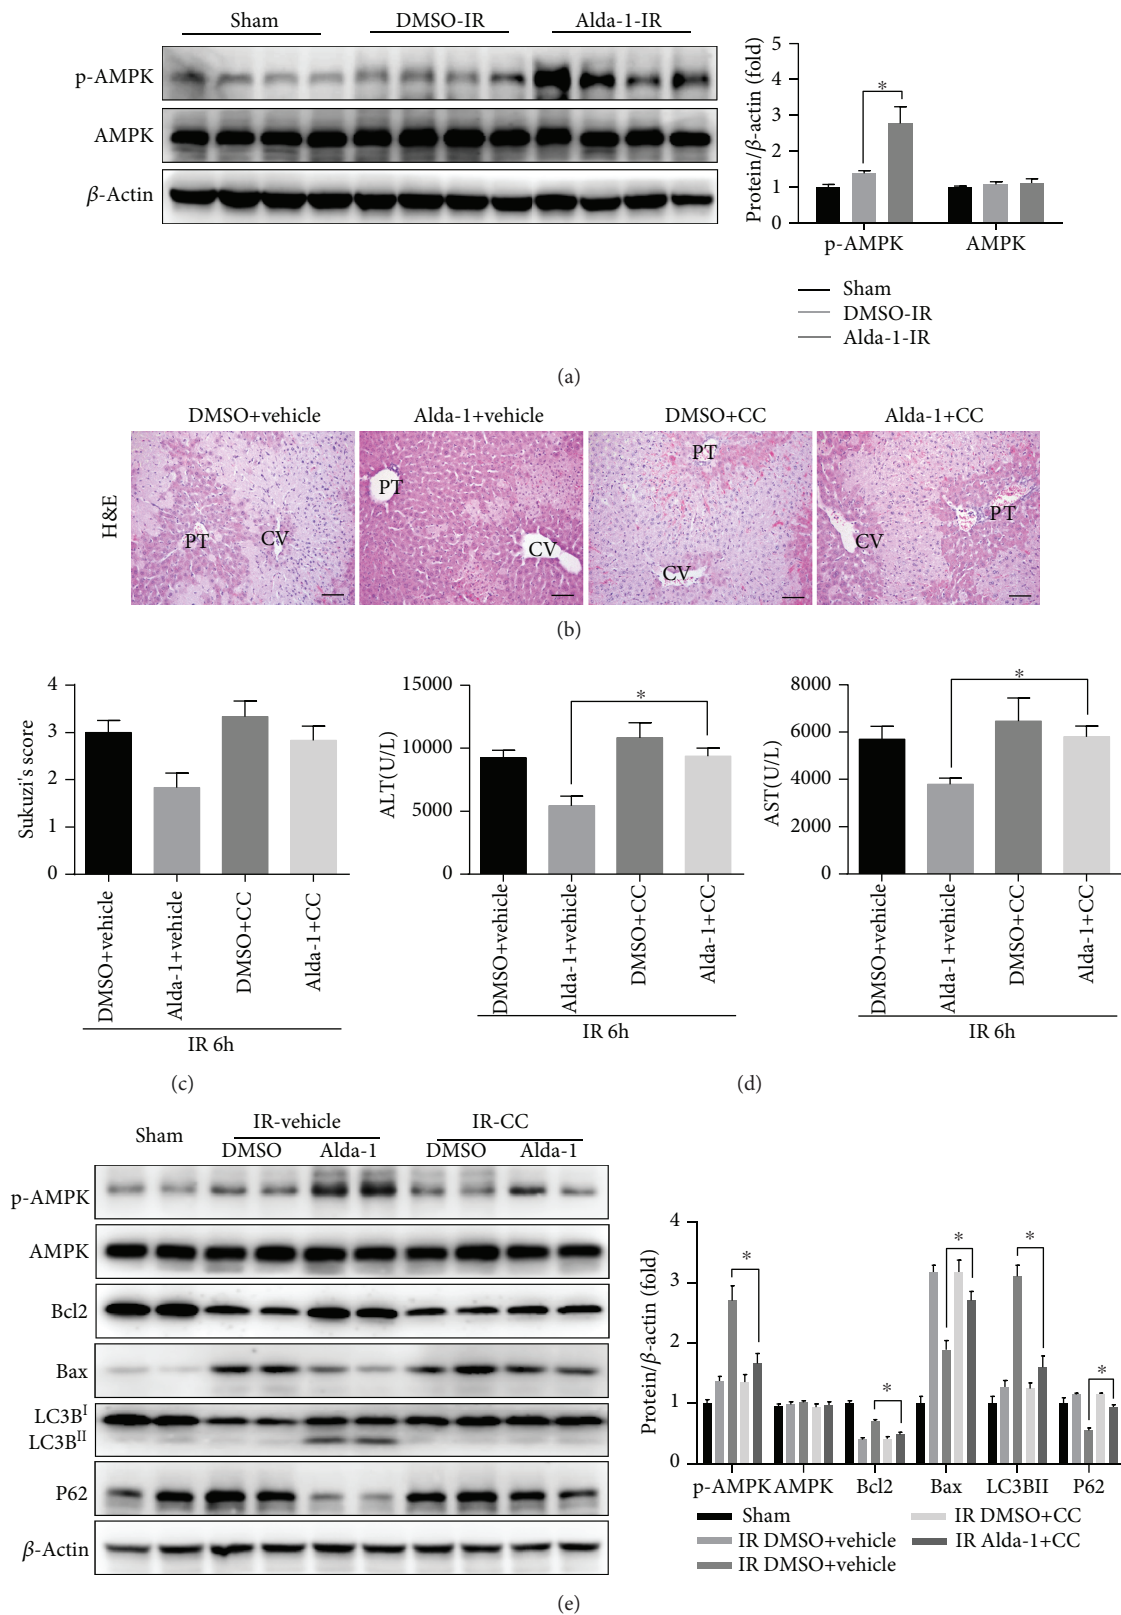 Sham DMSO-IR Alda-1-IR
p-AMPK
AMPK
β-Actin
Protein/β-actin (fold)
5
4
3
2
1
0
*
p-AMPK AMPK
Sham
DMSO-IR
Alda-1-IR
(a)
DMSO+vehicle Alda-1+vehicle DMSO+CC Alda-1+CC
H&E
PT CV
PT CV
PT CV
CV PT
(b)
Sukuzi's score
4
3
2
1
0
DMSO+vehicle
Alda-1+vehicle
DMSO+CC
Alda-1+CC
IR 6h
(c)
ALT(U/L)
15000
10000
5000
0
*
DMSO+vehicle
Alda-1+vehicle
DMSO+CC
Alda-1+CC
IR 6h
AST(U/L)
8000
6000
4000
2000
0
*
DMSO+vehicle
Alda-1+vehicle
DMSO+CC
Alda-1+CC
IR 6h
(d)
Sham IR-vehicle IR-CC
DMSO Alda-1 DMSO Alda-1
p-AMPK
AMPK
Bcl2
Bax
LC3B^I
LC3B^II
P62
β-Actin
Protein/β-actin (fold)
4
3
2
1
0
* * * * *
p-AMPK AMPK Bcl2 Bax LC3BII P62
Sham
IR DMSO+vehicle
IR DMSO+vehicle
IR DMSO+CC
IR Alda-1+CC
(e)